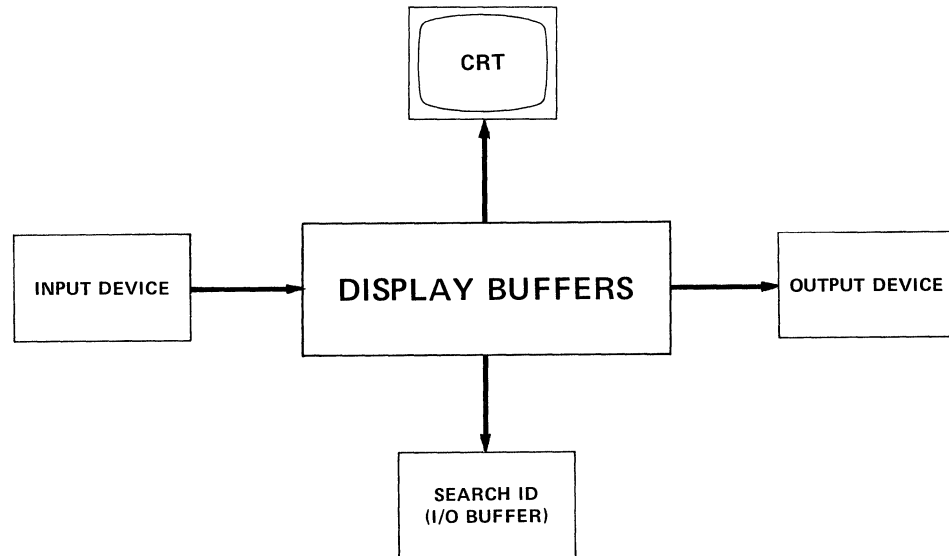 CRT
INPUT DEVICE
DISPLAY BUFFERS
OUTPUT DEVICE
SEARCH ID
(I/O BUFFER)